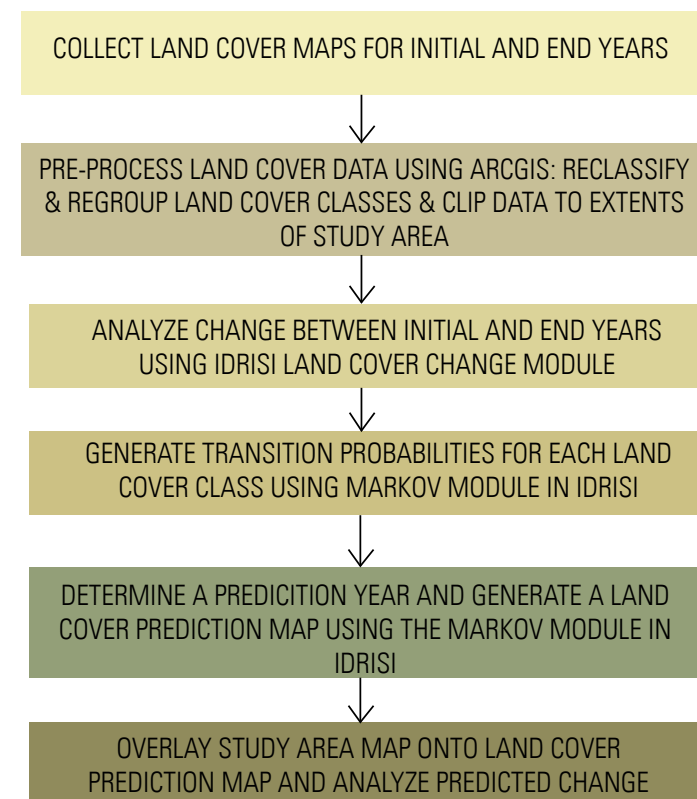 COLLECT LAND COVER MAPS FOR INITIAL AND END YEARS
PRE-PROCESS LAND COVER DATA USING ARCGIS: RECLASSIFY
& REGROUP LAND COVER CLASSES & CLIP DATA TO EXTENTS
OF STUDY AREA
ANALYZE CHANGE BETWEEN INITIAL AND END YEARS
USING IDRISI LAND COVER CHANGE MODULE
GENERATE TRANSITION PROBABILITIES FOR EACH LAND
COVER CLASS USING MARKOV MODULE IN IDRISI
DETERMINE A PREDICITION YEAR AND GENERATE A LAND
COVER PREDICTION MAP USING THE MARKOV MODULE IN
IDRISI
OVERLAY STUDY AREA MAP ONTO LAND COVER
PREDICTION MAP AND ANALYZE PREDICTED CHANGE